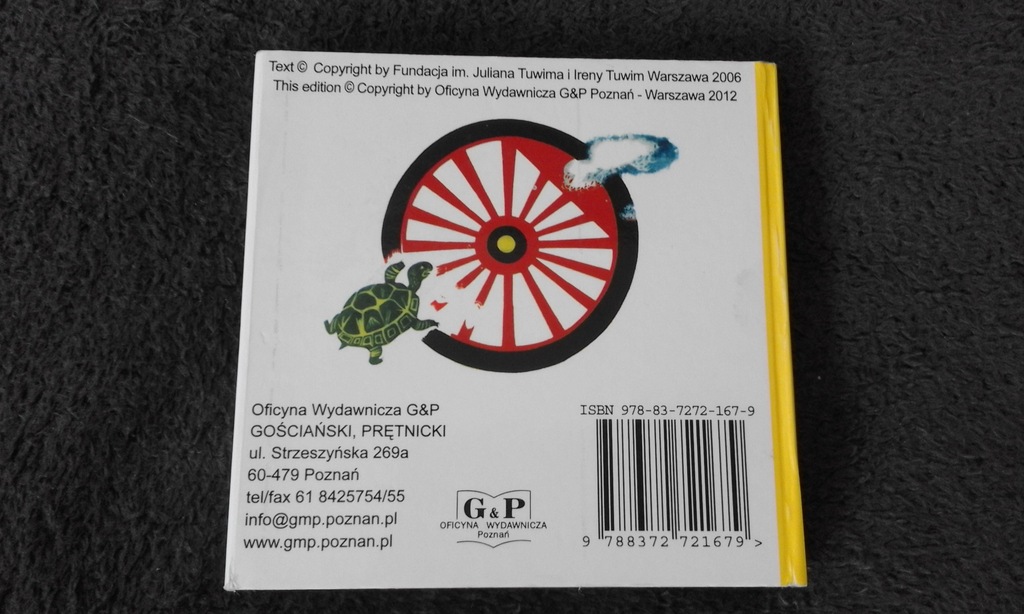 Text © Copyright by Fundacja im. Juliana Tuwima i Ireny Tuwim Warszawa 2006
This edition © Copyright by Oficyna Wydawnicza G&P Poznań - Warszawa 2012
Oficyna Wydawnicza G&P
GOŚCIAŃSKI, PRĘTNICKI
ul. Strzeszyńska 269a
60-479 Poznań
tel/fax 61 8425754/55
info@gmp.poznan.pl
www.gmp.poznan.pl
G&P
OFICYNA WYDAWNICZA
Poznań
ISBN 978-83-7272-167-9
9 788372 721679 >